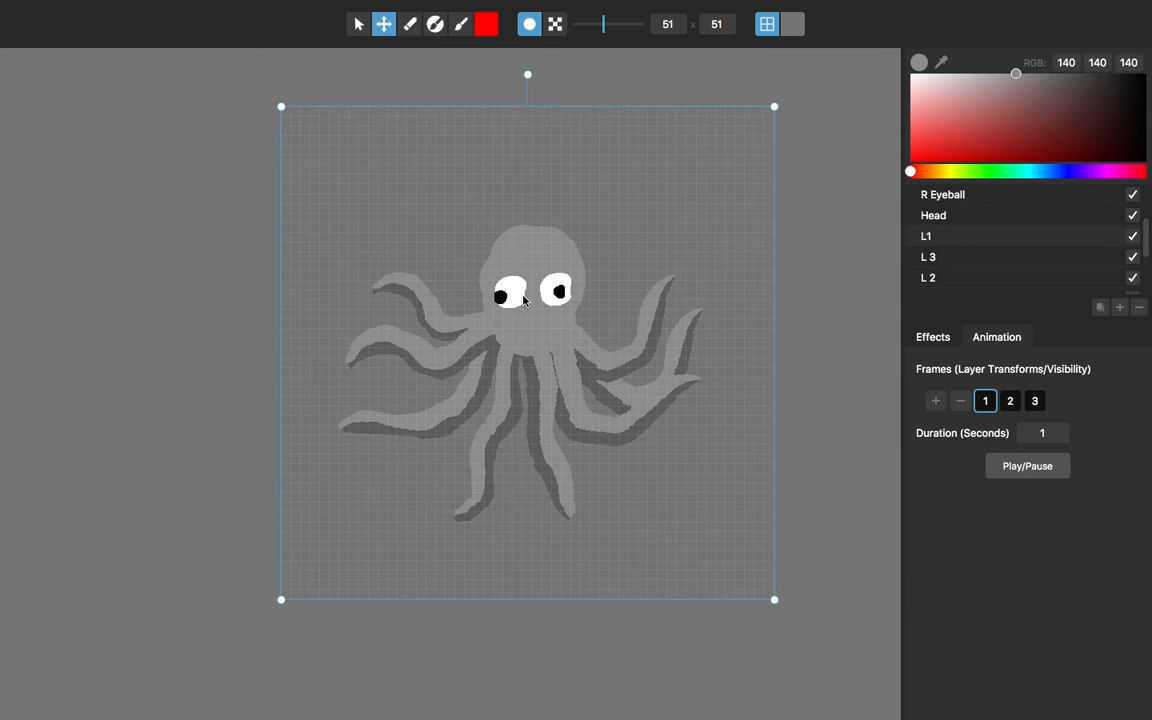 51 x 51
RGB: 140 140 140
R Eyeball
Head
L1
L 3
L 2
Effects Animation
Frames (Layer Transforms/Visibility)
+ − 1 2 3
Duration (Seconds) 1
Play/Pause